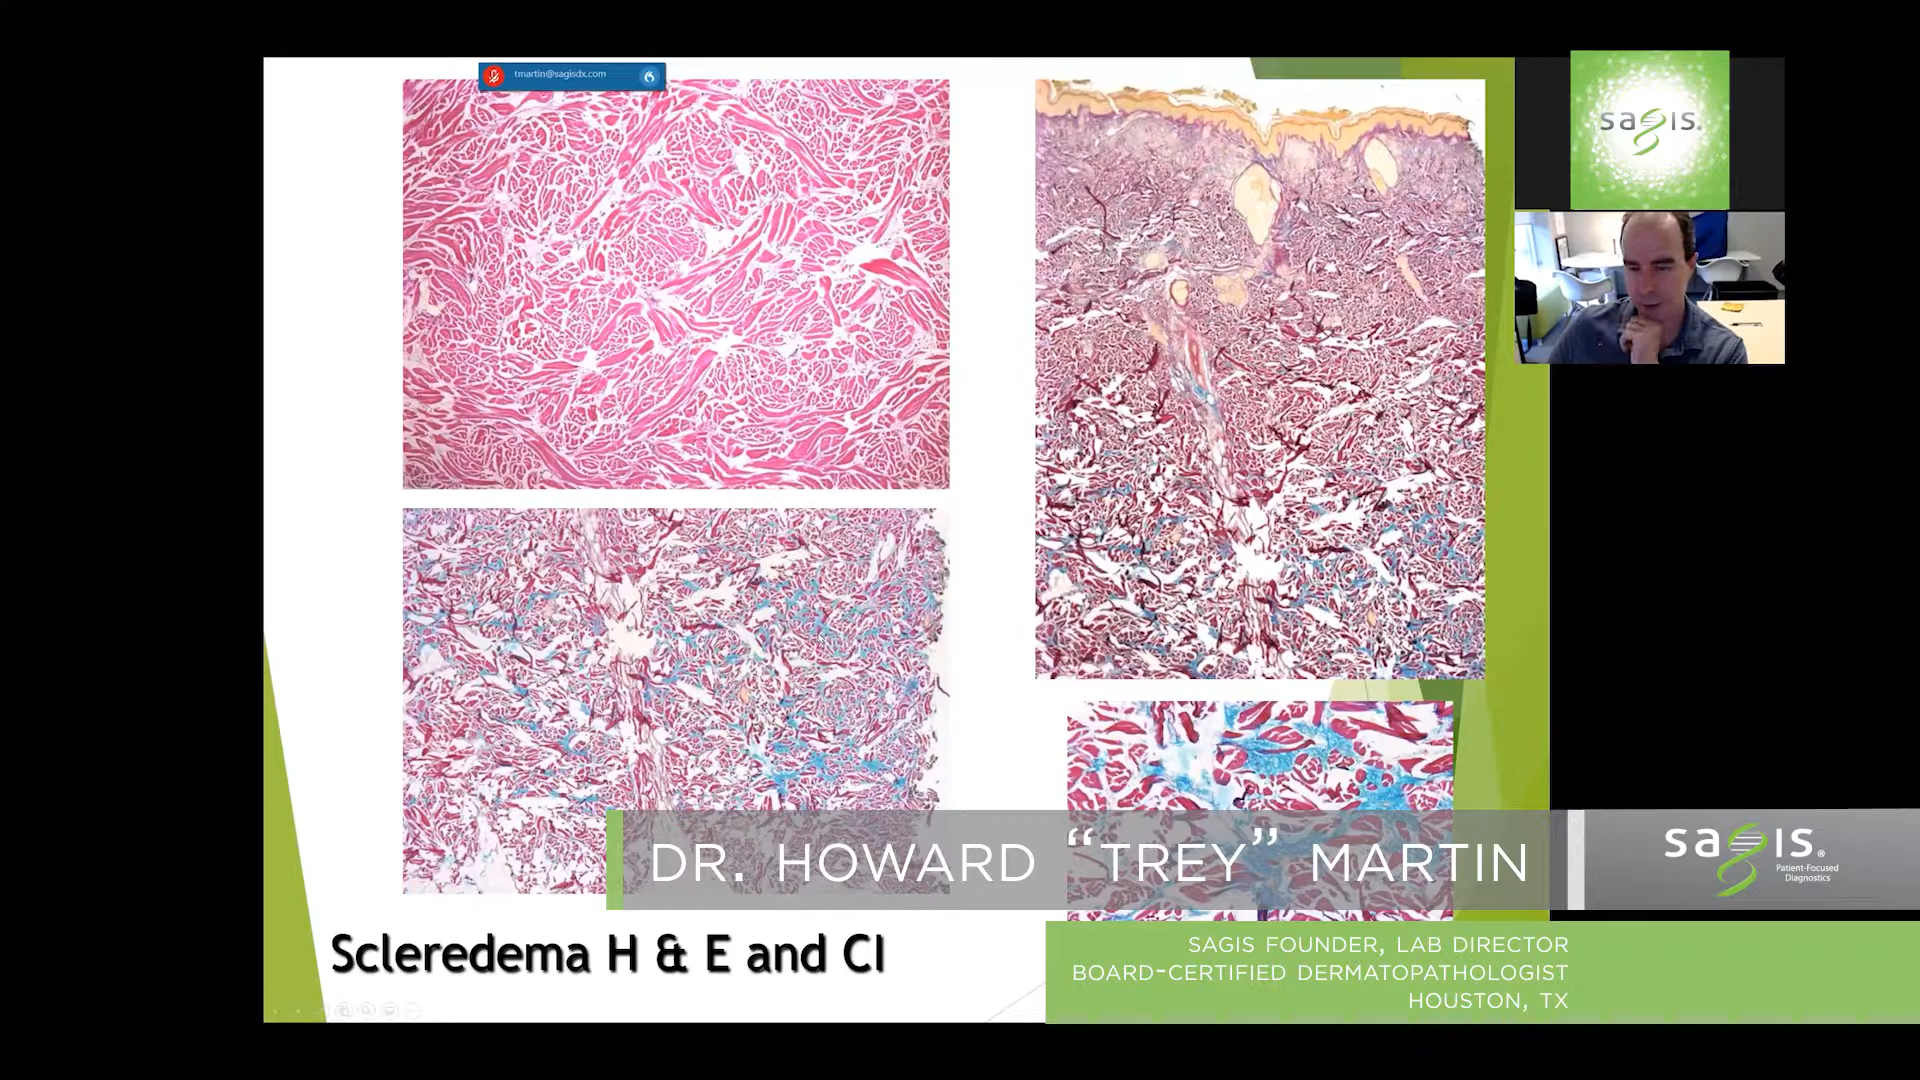 tmartin@sagisdx.com
sagis.
DR. HOWARD “TREY” MARTIN
sagis®
Patient-Focused
Diagnostics
Scleredema H & E and CI
SAGIS FOUNDER, LAB DIRECTOR
BOARD-CERTIFIED DERMATOPATHOLOGIST
HOUSTON, TX